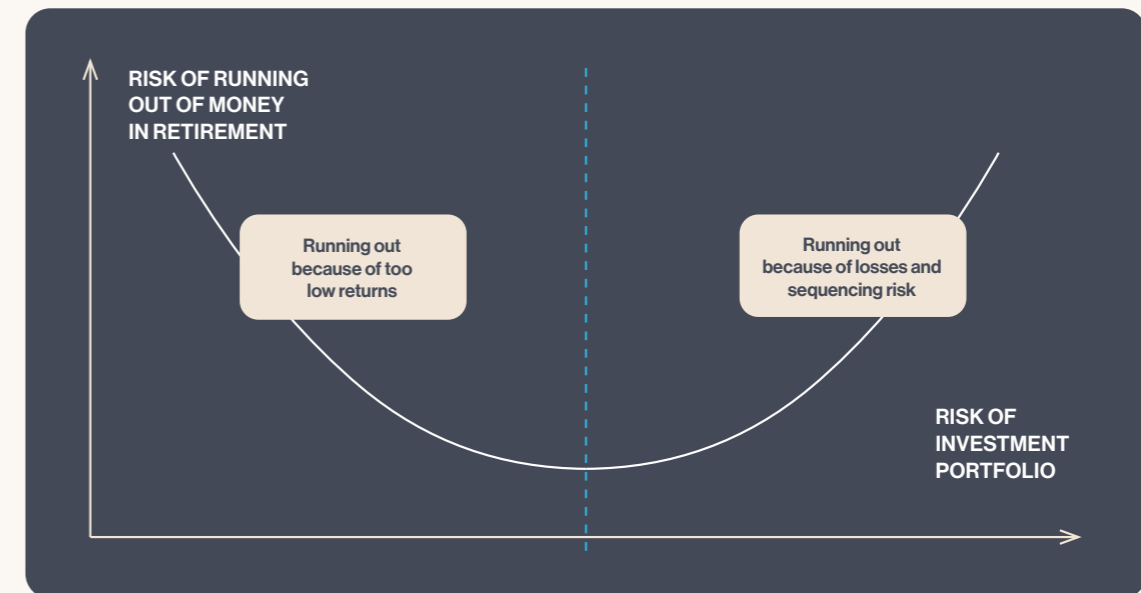 RISK OF RUNNING
OUT OF MONEY
IN RETIREMENT
Running out
because of too
low returns
Running out
because of losses and
sequencing risk
RISK OF
INVESTMENT
PORTFOLIO